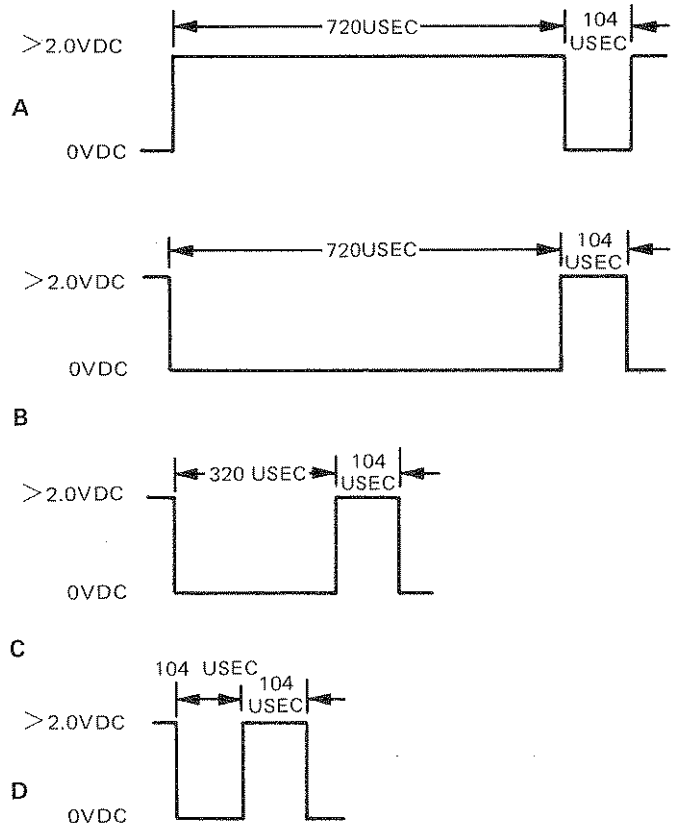 720USEC
104
USEC
>2.0VDC
A
0VDC
720USEC
104
USEC
>2.0VDC
0VDC
B
320 USEC
104
USEC
>2.0VDC
0VDC
C
104 USEC
104
USEC
>2.0VDC
D
0VDC